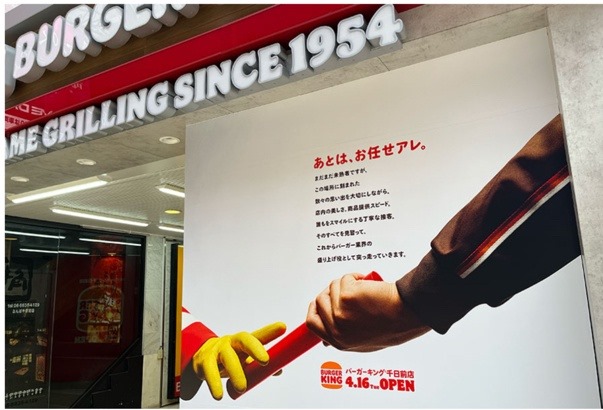 BURGER
AME GRILLING SINCE 1954
あとは、お任せアレ。
まだまだ未熟者ですが、
この場所に刻まれた
数々の思い出を大切にしながら、
店内の美しさ、商品提供スピード、
誰もをスマイルにする丁寧な接客。
そのすべてを見習って、
これからバーガー業界の
盛り上げ役として突っ走っていきます。
BURGER
KING
バーガーキング®千日前店
4.16 TUE OPEN